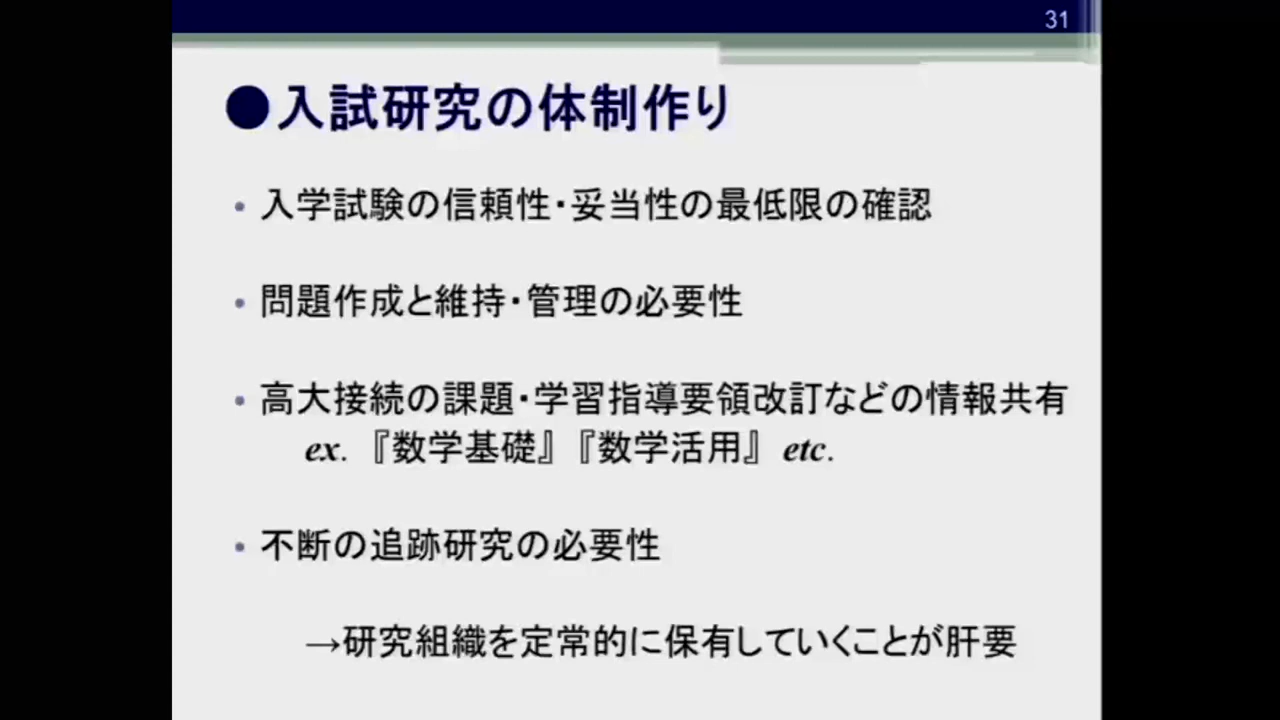 31
●入試研究の体制作り
• 入学試験の信頼性・妥当性の最低限の確認
• 問題作成と維持・管理の必要性
• 高大接続の課題・学習指導要領改訂などの情報共有
ex. 『数学基礎』『数学活用』 etc.
• 不断の追跡研究の必要性
→研究組織を定常的に保有していくことが肝要